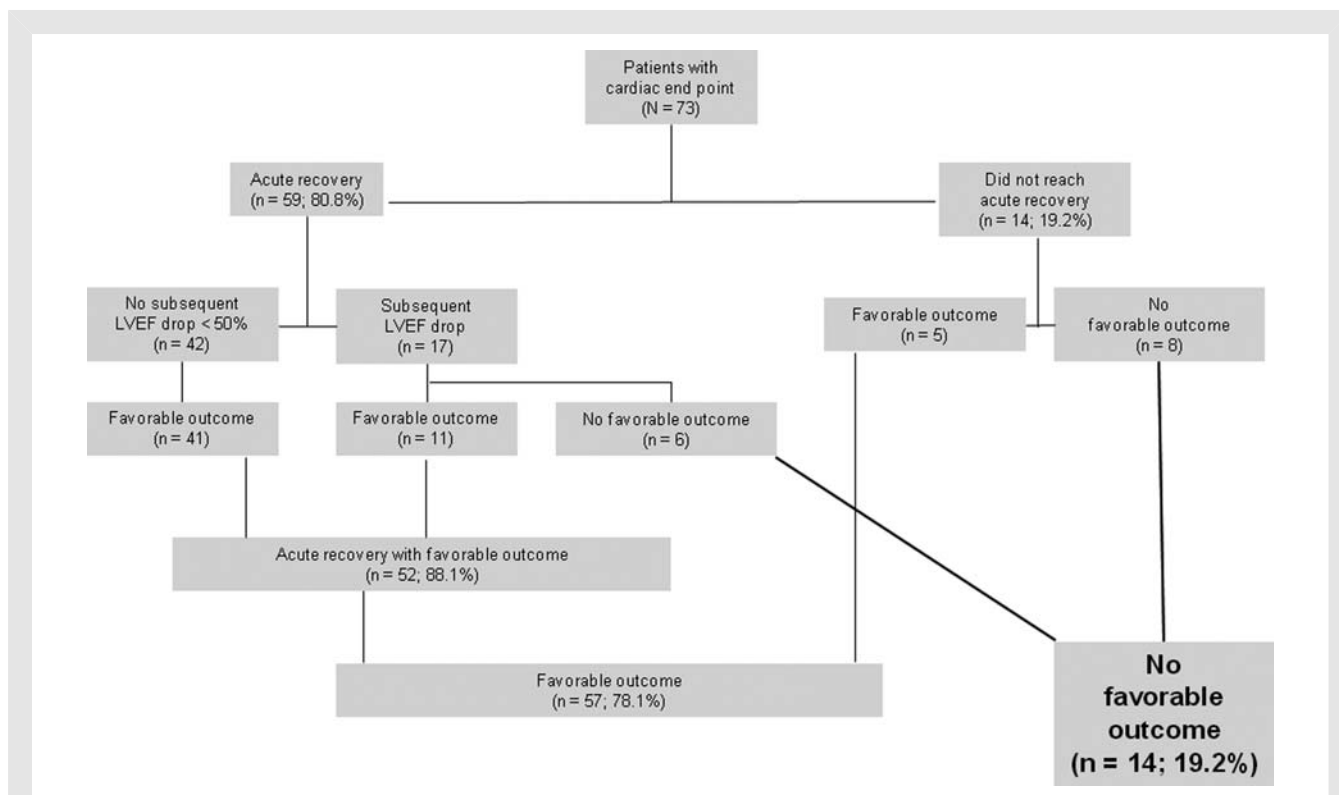 Patients with
cardiac end point
(N = 73)
Acute recovery
(n = 59; 80.8%)
Did not reach
acute recovery
(n = 14; 19.2%)
No subsequent
LVEF drop < 50%
(n = 42)
Subsequent
LVEF drop
(n = 17)
Favorable outcome
(n = 5)
No
favorable outcome
(n = 8)
Favorable outcome
(n = 41)
Favorable outcome
(n = 11)
No favorable outcome
(n = 6)
Acute recovery with favorable outcome
(n = 52; 88.1%)
Favorable outcome
(n = 57; 78.1%)
No
favorable
outcome
(n = 14; 19.2%)